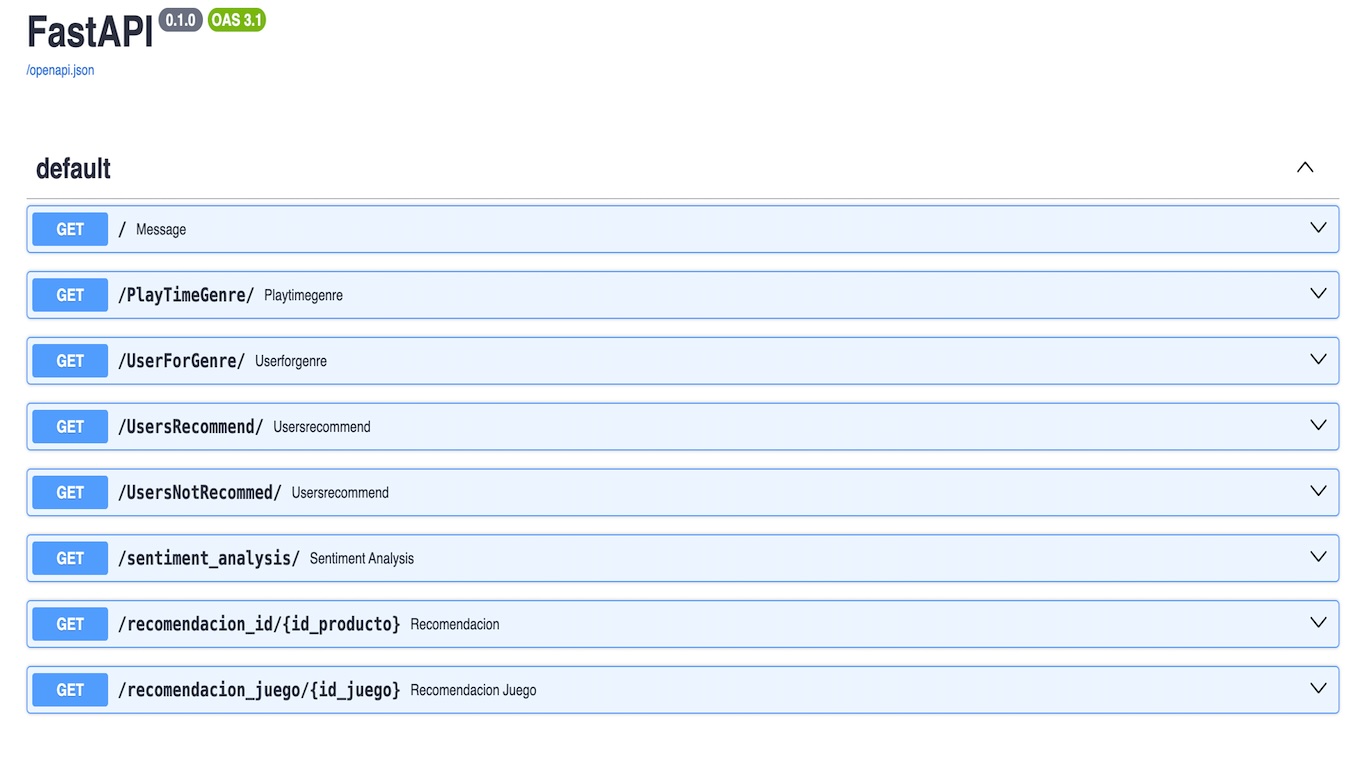 FastAPI 0.1.0 OAS 3.1
/openapi.json
default
GET / Message
GET /PlayTimeGenre/ Playtimegenre
GET /UserForGenre/ Userforgenre
GET /UsersRecommend/ Usersrecommend
GET /UsersNotRecommed/ Usersrecommend
GET /sentiment_analysis/ Sentiment Analysis
GET /recomendacion_id/{id_producto} Recomendacion
GET /recomendacion_juego/{id_juego} Recomendacion Juego